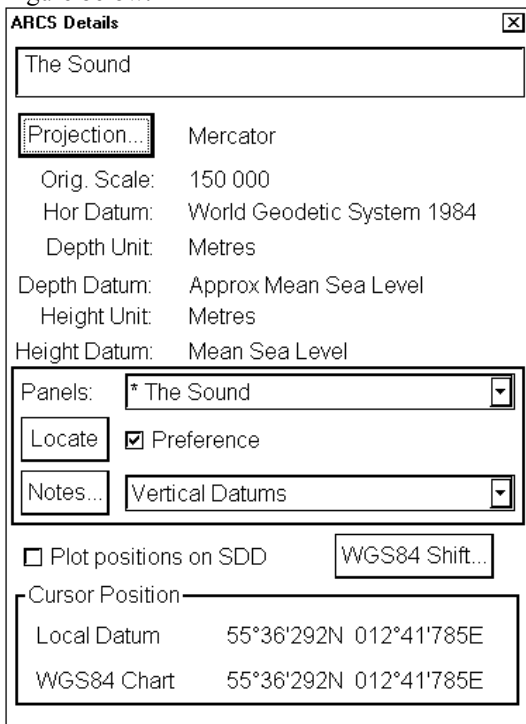 ARCS Details
The Sound
Projection... Mercator
Orig. Scale: 150 000
Hor Datum: World Geodetic System 1984
Depth Unit: Metres
Depth Datum: Approx Mean Sea Level
Height Unit: Metres
Height Datum: Mean Sea Level
Panels: * The Sound
Locate Preference
Notes... Vertical Datums
Plot positions on SDD WGS84 Shift...
Cursor Position
Local Datum 55°36'292N 012°41'785E
WGS84 Chart 55°36'292N 012°41'785E